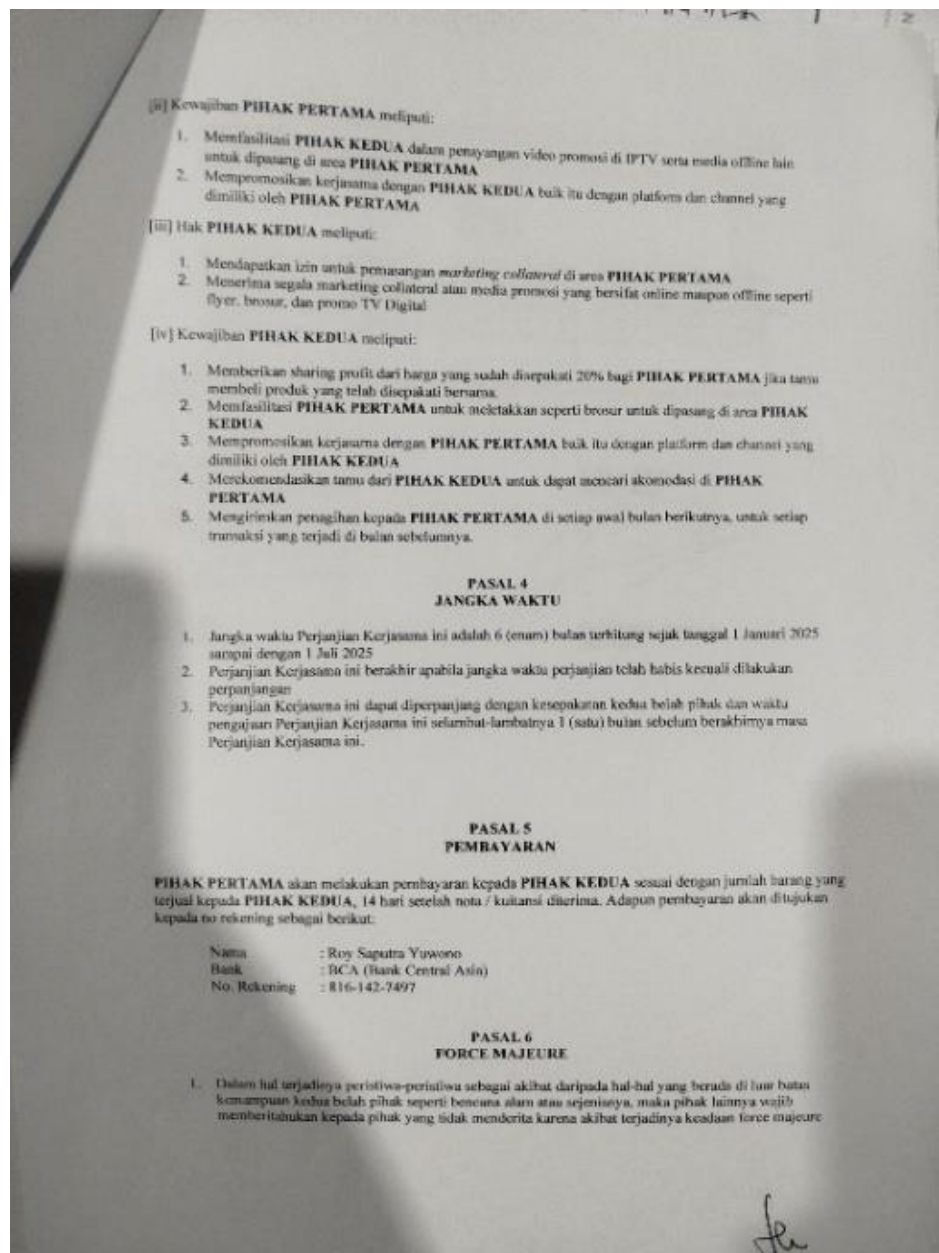 [ii] Kewajiban PIHAK PERTAMA meliputi:
1. Memfasilitasi PIHAK KEDUA dalam penayangan video promosi di IPTV serta media offline lain
untuk dipasang di area PIHAK PERTAMA
2. Mempromosikan kerjasama dengan PIHAK KEDUA baik itu dengan platform dan channel yang
dimiliki oleh PIHAK PERTAMA
[iii] Hak PIHAK KEDUA meliputi:
1. Mendapatkan izin untuk pemasangan marketing collateral di area PIHAK PERTAMA
2. Menerima segala marketing collateral atau media promosi yang bersifat online maupun offline seperti
flyer, brosur, dan promo TV Digital
[iv] Kewajiban PIHAK KEDUA meliputi:
1. Memberikan sharing profit dari harga yang sudah disepakati 20% bagi PIHAK PERTAMA jika tamu
membeli produk yang telah disepakati bersama.
2. Memfasilitasi PIHAK PERTAMA untuk meletakkan seperti brosur untuk dipasang di area PIHAK
KEDUA
3. Mempromosikan kerjasama dengan PIHAK PERTAMA baik itu dengan platform dan channel yang
dimiliki oleh PIHAK KEDUA
4. Merekomendasikan tamu dari PIHAK KEDUA untuk dapat mencari akomodasi di PIHAK
PERTAMA
5. Mengirimkan penagihan kepada PIHAK PERTAMA di setiap awal bulan berikutnya, untuk setiap
transaksi yang terjadi di bulan sebelumnya.
PASAL 4
JANGKA WAKTU
1. Jangka waktu Perjanjian Kerjasama ini adalah 6 (enam) bulan terhitung sejak tanggal 1 Januari 2025
sampai dengan 1 Juli 2025
2. Perjanjian Kerjasama ini berakhir apabila jangka waktu perjanjian telah habis kecuali dilakukan
perpanjangan
3. Perjanjian Kerjasama ini dapat diperpanjang dengan kesepakatan kedua belah pihak dan waktu
pengajuan Perjanjian Kerjasama ini selambat-lambatnya 1 (satu) bulan sebelum berakhirnya masa
Perjanjian Kerjasama ini.
PASAL 5
PEMBAYARAN
PIHAK PERTAMA akan melakukan pembayaran kepada PIHAK KEDUA sesuai dengan jumlah barang yang
terjual kepada PIHAK KEDUA, 14 hari setelah nota / kuitansi diterima. Adapun pembayaran akan ditujukan
kepada no rekening sebagai berikut:
Nama : Roy Saputra Yuwono
Bank : BCA (Bank Central Asia)
No. Rekening : 816-142-7497
PASAL 6
FORCE MAJEURE
1. Dalam hal terjadinya peristiwa-peristiwa sebagai akibat daripada hal-hal yang berada di luar batas
kemampuan kedua belah pihak seperti bencana alam atau sejenisnya, maka pihak lainnya wajib
memberitahukan kepada pihak yang tidak menderita karena akibat terjadinya keadaan force majeure